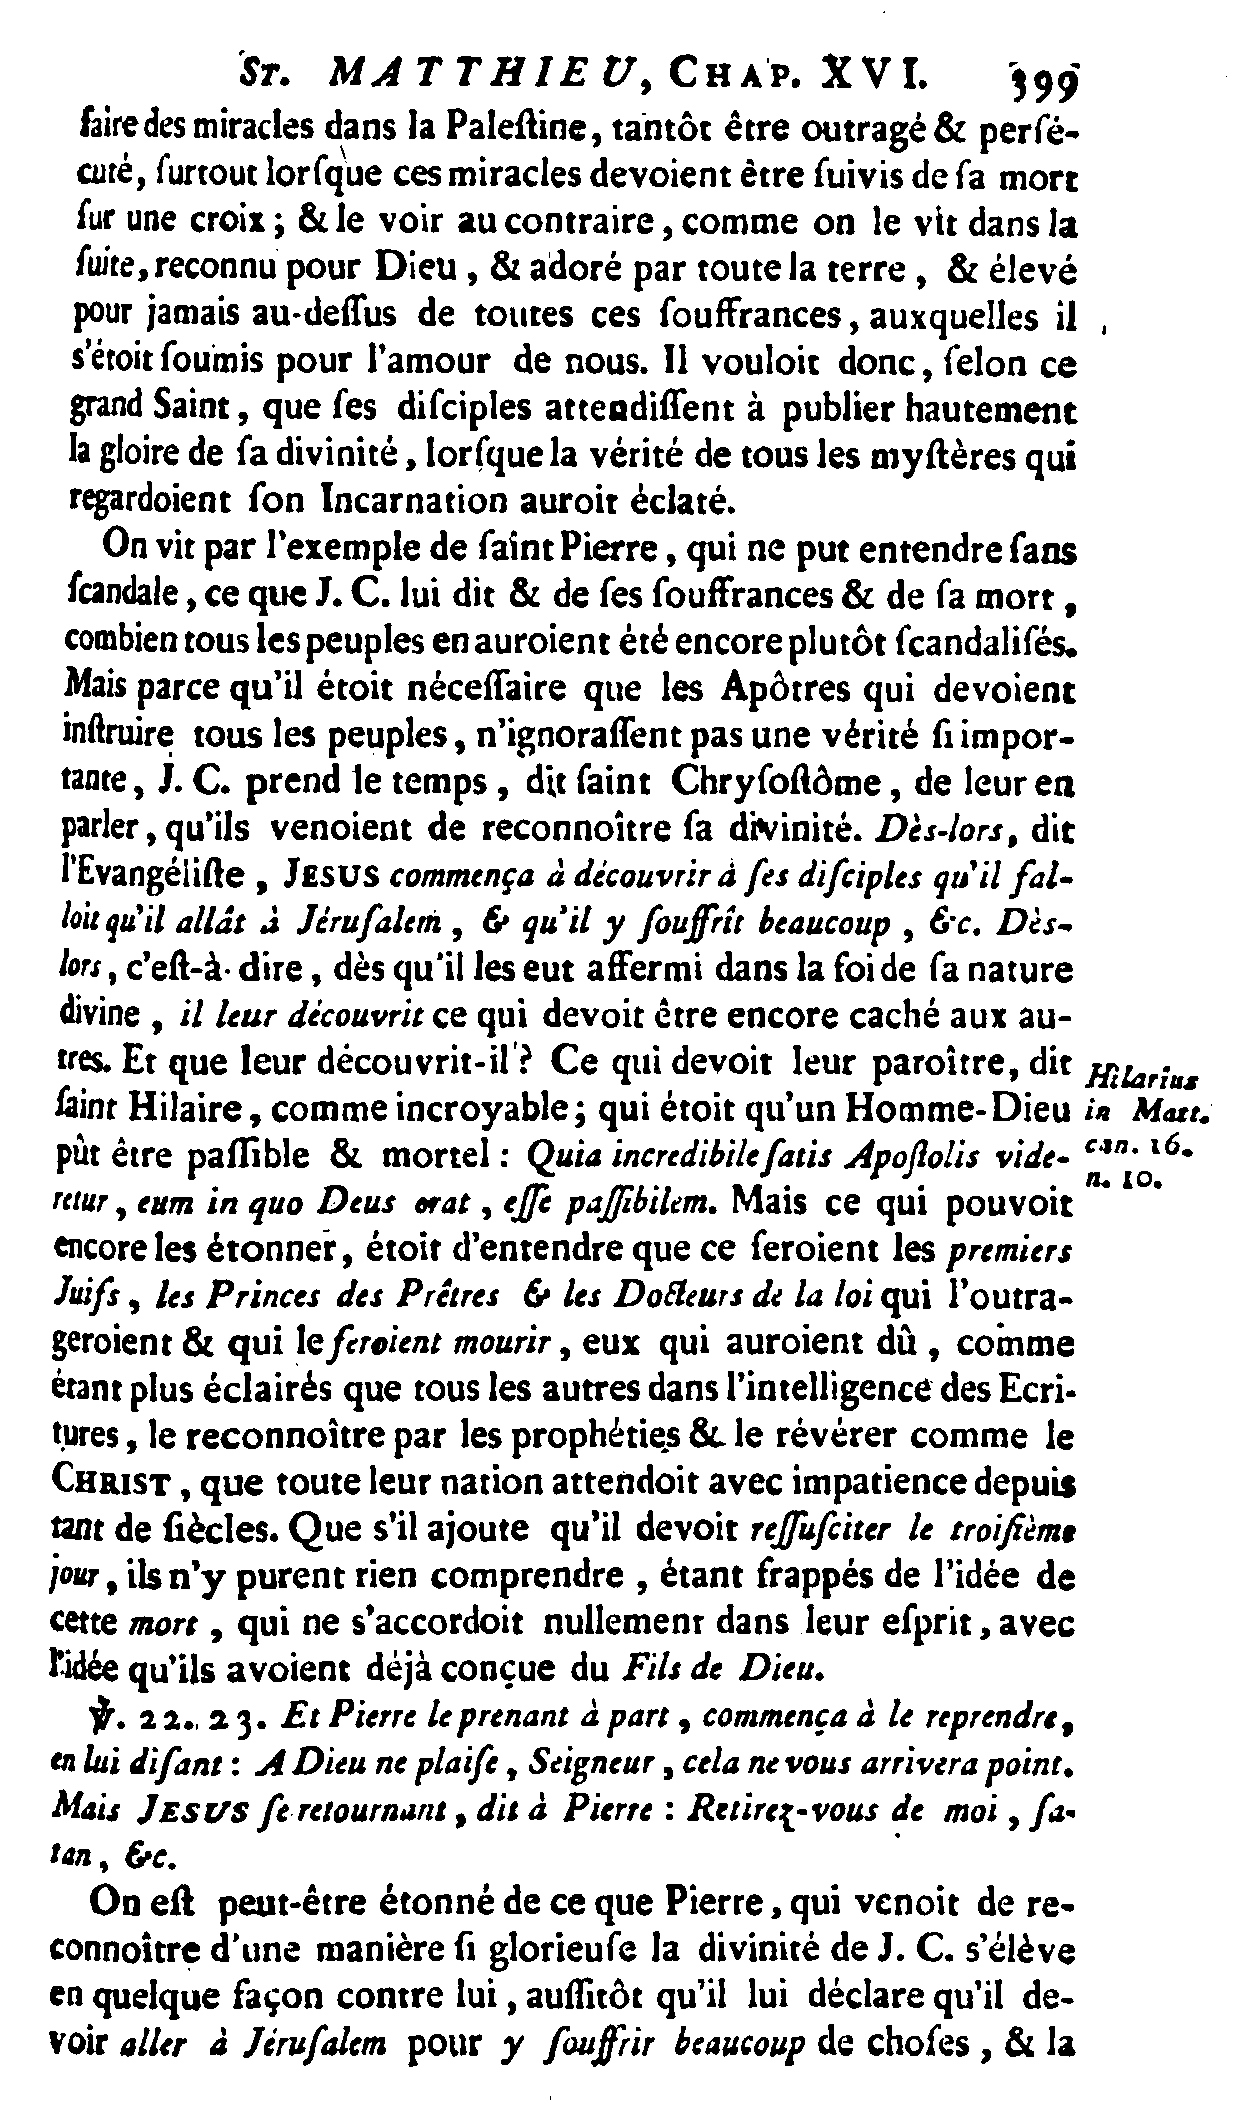 St. MATTHIEU, CHAP. XVI. 399
faire des miracles dans la Paleſtine, tantôt être outragé & perſé-
cuté, ſurtout lorſque ces miracles devoient être ſuivis de ſa mort
ſur une croix ; & le voir au contraire, comme on le vit dans la
ſuite, reconnu pour Dieu, & adoré par toute la terre, & élevé
pour jamais au-deſſus de toutes ces ſouffrances, auxquelles il
s'étoit ſoumis pour l'amour de nous. Il vouloit donc, ſelon ce
grand Saint, que ſes diſciples attendiſſent à publier hautement
la gloire de ſa divinité, lorſque la vérité de tous les myſtères qui
regardoient ſon Incarnation auroit éclaté.
On vit par l'exemple de ſaint Pierre, qui ne put entendre ſans
ſcandale, ce que J. C. lui dit & de ſes ſouffrances & de ſa mort,
combien tous les peuples en auroient été encore plutôt ſcandaliſés.
Mais parce qu'il étoit néceſſaire que les Apôtres qui devoient
inſtruire tous les peuples, n'ignoraſſent pas une vérité ſi impor-
tante, J. C. prend le temps, dit ſaint Chryſoſtôme, de leur en
parler, qu'ils venoient de reconnoître ſa divinité. Dès-lors, dit
l'Evangéliſte, JESUS commença à découvrir à ſes diſciples qu'il fal-
loit qu'il allât à Jéruſalem, & qu'il y ſouffrît beaucoup, &c. Dès-
lors, c'eſt-à-dire, dès qu'il les eut affermi dans la foi de ſa nature
divine, il leur découvrit ce qui devoit être encore caché aux au-
tres. Et que leur découvrit-il ? Ce qui devoit leur paroître, dit
ſaint Hilaire, comme incroyable ; qui étoit qu'un Homme-Dieu
pût être paſſible & mortel : Quia incredibile ſatis Apoſtolis vide-
retur, eum in quo Deus erat, eſſe paſſibilem. Mais ce qui pouvoit
encore les étonner, étoit d'entendre que ce ſeroient les premiers
Juifs, les Princes des Prêtres & les Docteurs de la loi qui l'outra-
geroient & qui le feroient mourir, eux qui auroient dû, comme
étant plus éclairés que tous les autres dans l'intelligence des Ecri-
tures, le reconnoître par les prophéties & le révérer comme le
CHRIST, que toute leur nation attendoit avec impatience depuis
tant de ſiècles. Que s'il ajoute qu'il devoit reſſuſciter le troiſième
jour, ils n'y purent rien comprendre, étant frappés de l'idée de
cette mort, qui ne s'accordoit nullement dans leur eſprit, avec
l'idée qu'ils avoient déjà conçue du Fils de Dieu.
℣. 22. 23. Et Pierre le prenant à part, commença à le reprendre,
en lui diſant : A Dieu ne plaiſe, Seigneur, cela ne vous arrivera point.
Mais JESUS ſe retournant, dit à Pierre : Retirez-vous de moi, ſa-
tan, &c.
On eſt peut-être étonné de ce que Pierre, qui venoit de re-
connoître d'une manière ſi glorieuſe la divinité de J. C. s'élève
en quelque façon contre lui, auſſitôt qu'il lui déclare qu'il de-
voit aller à Jéruſalem pour y ſouffrir beaucoup de choſes, & la
Hilarius
in Matt.
can. 16.
n. 10.